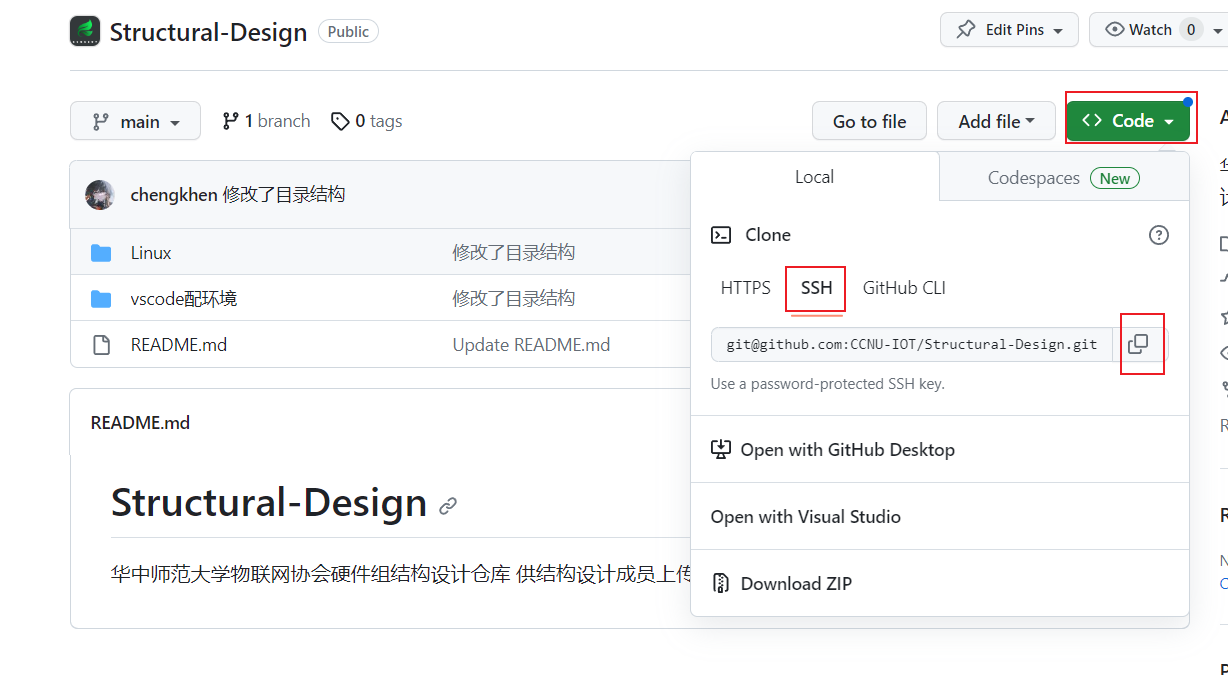 Structural-Design Public
Edit Pins Watch 0
main 1 branch 0 tags Go to file Add file <> Code
chengkhen 修改了目录结构
Linux 修改了目录结构
vscode配环境 修改了目录结构
README.md Update README.md
Local Codespaces New
Clone
HTTPS SSH GitHub CLI
git@github.com:CCNU-IOT/Structural-Design.git
Use a password-protected SSH key.
Open with GitHub Desktop
Open with Visual Studio
Download ZIP
README.md
Structural-Design
华中师范大学物联网协会硬件组结构设计仓库 供结构设计成员上传